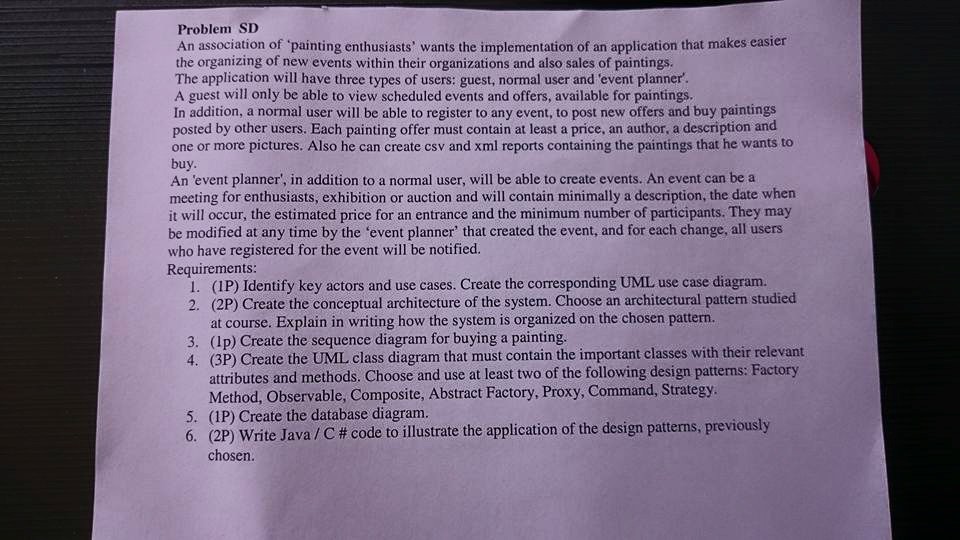 Problem SD
An association of ‘painting enthusiasts’ wants the implementation of an application that makes easier
the organizing of new events within their organizations and also sales of paintings.
The application will have three types of users: guest, normal user and 'event planner'.
A guest will only be able to view scheduled events and offers, available for paintings.
In addition, a normal user will be able to register to any event, to post new offers and buy paintings
posted by other users. Each painting offer must contain at least a price, an author, a description and
one or more pictures. Also he can create csv and xml reports containing the paintings that he wants to
buy.
An 'event planner', in addition to a normal user, will be able to create events. An event can be a
meeting for enthusiasts, exhibition or auction and will contain minimally a description, the date when
it will occur, the estimated price for an entrance and the minimum number of participants. They may
be modified at any time by the ‘event planner’ that created the event, and for each change, all users
who have registered for the event will be notified.
Requirements:
1. (1P) Identify key actors and use cases. Create the corresponding UML use case diagram.
2. (2P) Create the conceptual architecture of the system. Choose an architectural pattern studied
at course. Explain in writing how the system is organized on the chosen pattern.
3. (1p) Create the sequence diagram for buying a painting.
4. (3P) Create the UML class diagram that must contain the important classes with their relevant
attributes and methods. Choose and use at least two of the following design patterns: Factory
Method, Observable, Composite, Abstract Factory, Proxy, Command, Strategy.
5. (1P) Create the database diagram.
6. (2P) Write Java / C # code to illustrate the application of the design patterns, previously
chosen.